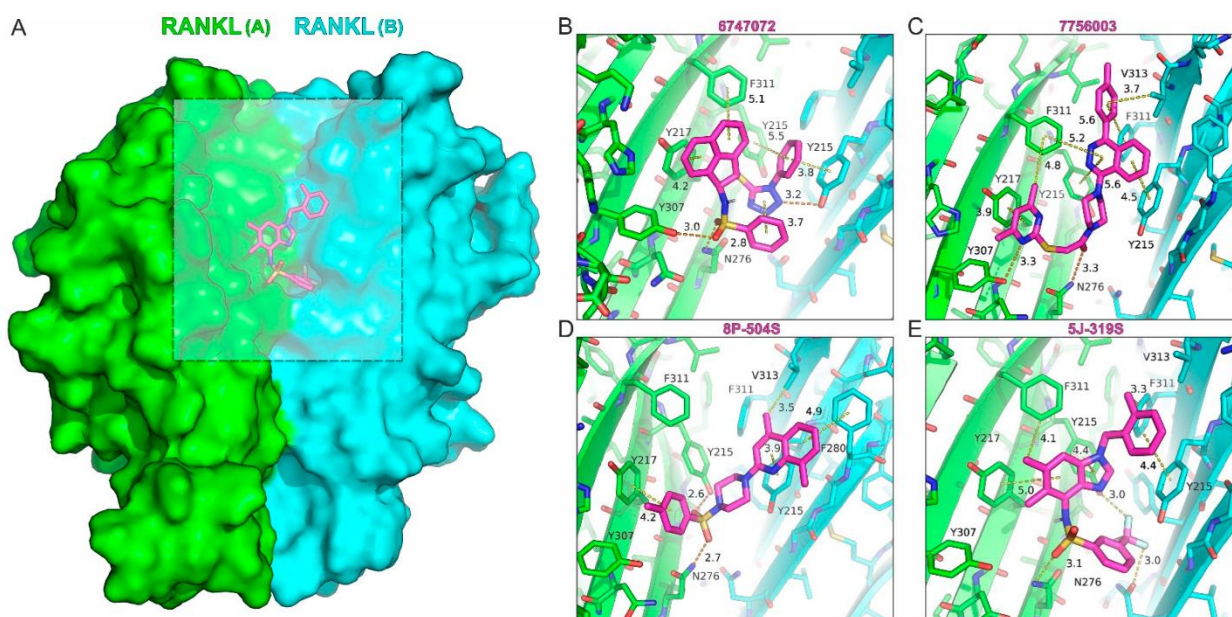 A
RANKL (A) RANKL (B)
B
6747072
F311
5.1
Y215
5.5
Y217
Y215
4.2
3.8
3.2
Y307
3.7
3.0
2.8
N276
C
7756003
V313
3.7
F311
5.6
F311
5.2
4.8
Y217
5.6
Y215
4.5
3.9
Y307
Y215
3.3
3.3
N276
D
8P-504S
V313
F311
F311
3.5
4.9
Y215
3.9
F280
Y217
2.6
Y215
4.2
Y307
2.7
N276
E
5J-319S
V313
F311
3.3
F311
Y215
Y217
4.1
4.4
4.4
Y215
5.0
3.0
Y307
3.1
3.0
N276